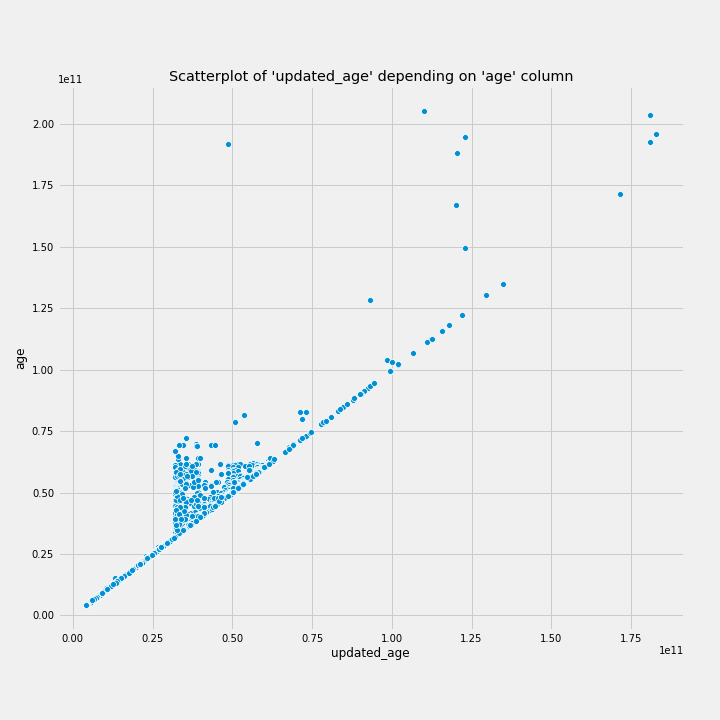 Scatterplot of 'updated_age' depending on 'age' column
1e11
2.00
1.75
1.50
1.25
1.00
0.75
0.50
0.25
0.00
age
0.00 0.25 0.50 0.75 1.00 1.25 1.50 1.75
updated_age
1e11